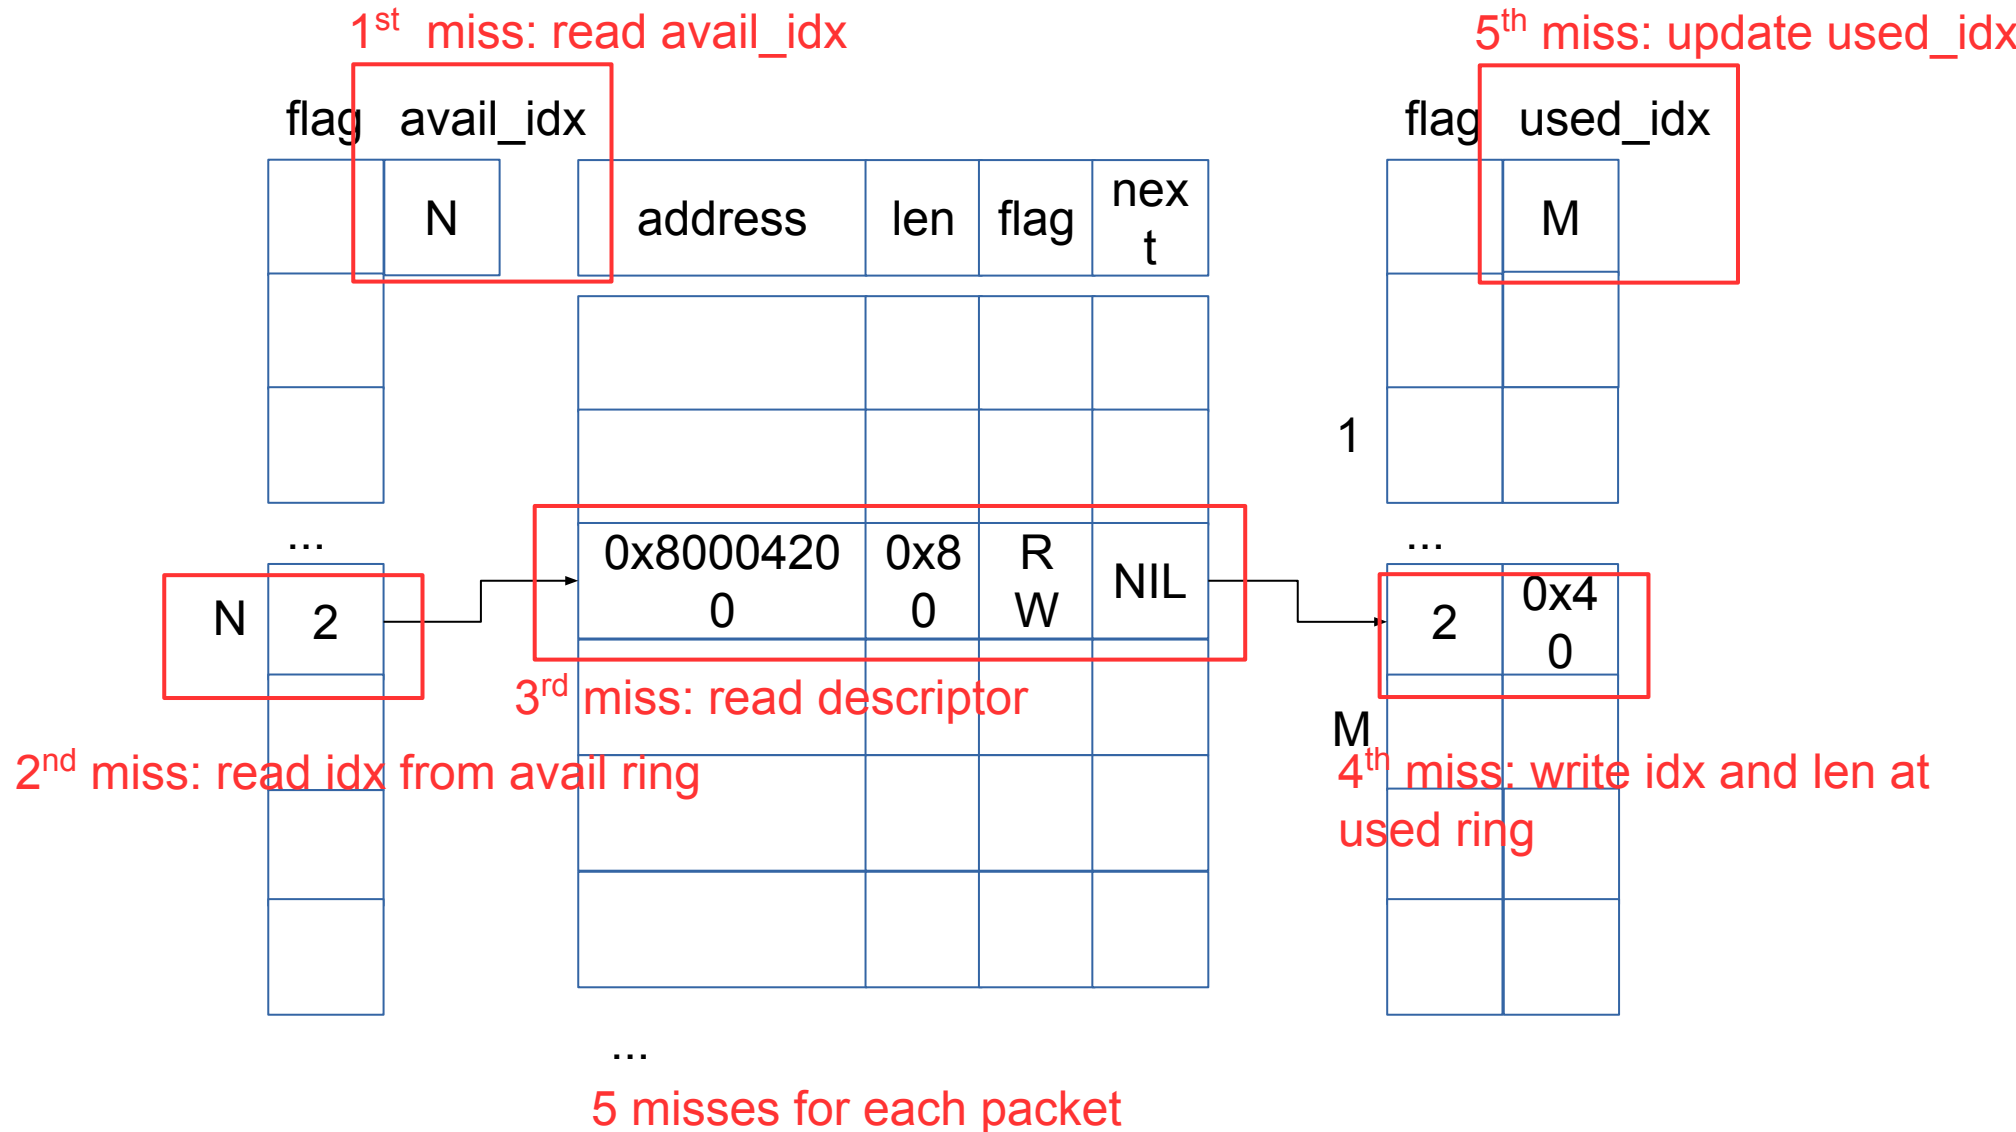 1st miss: read avail_idx
5th miss: update used_idx
flag avail_idx
flag used_idx
N
address
len
flag
nex
t
M
1
...
...
N
2
0x8000420
0
0x8
0
R
W
NIL
2
0x4
0
3rd miss: read descriptor
M
2nd miss: read idx from avail ring
4th miss: write idx and len at
used ring
...
5 misses for each packet